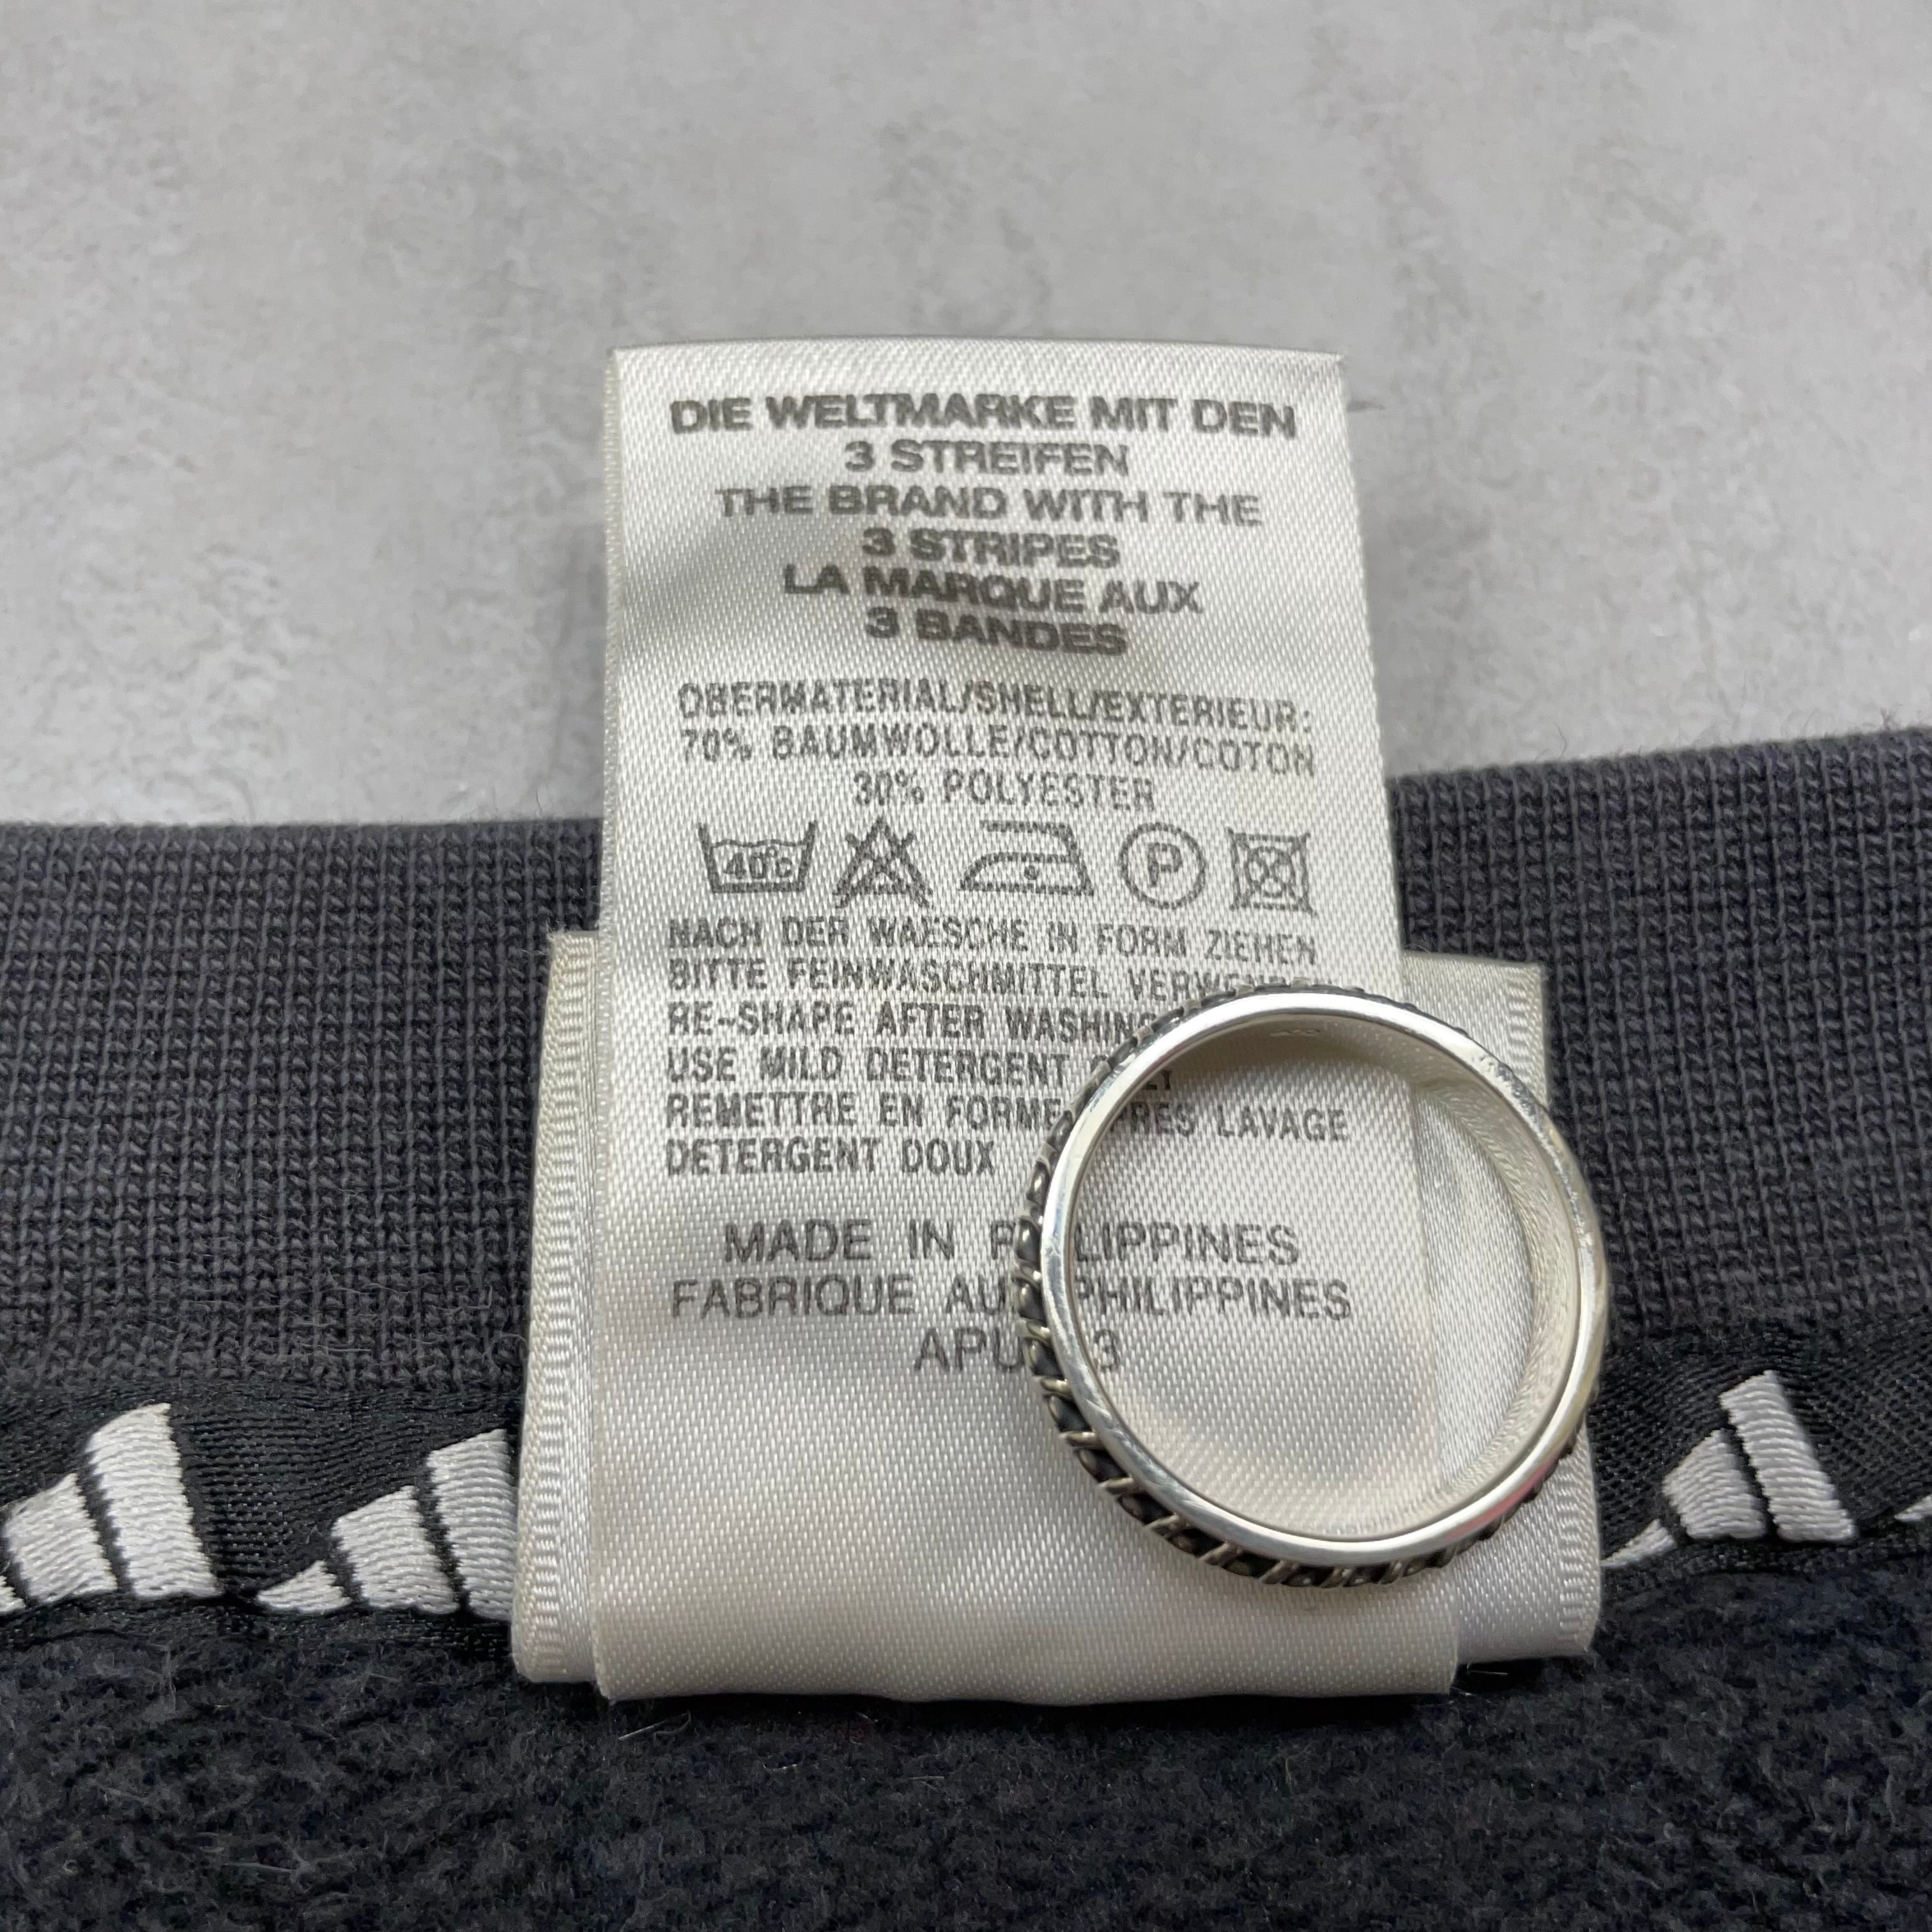 DIE WELTMARKE MIT DEN
3 STREIFEN
THE BRAND WITH THE
3 STRIPES
LA MARQUE AUX
3 BANDES
OBERMATERIAL/SHELL/EXTERIEUR:
70% BAUMWOLLE/COTTON/COTON
30% POLYESTER
40°C
P
NACH DER WAESCHE IN FORM ZIEHEN
BITTE FEINWASCHMITTEL
RE-SHAPE AFTER
USE MILD DETERGENT
REMETTRE EN FORME LAVAGE
DETERGENT DOUX
MADE IN
FABRIQUE AUX PHILIPPINES